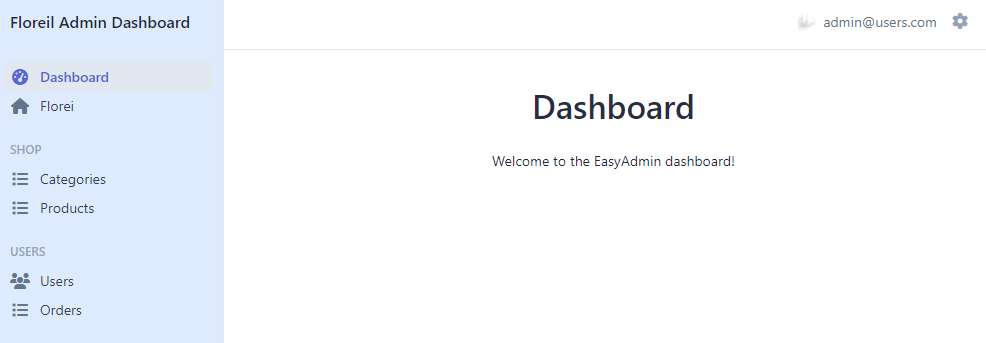 Floreil Admin Dashboard
admin@users.com
Dashboard
Florei
SHOP
Categories
Products
USERS
Users
Orders
Dashboard
Welcome to the EasyAdmin dashboard!